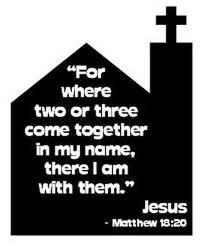 “For
where
two or three
come together
in my name,
there I am
with them.”
Jesus
- Matthew 18:20